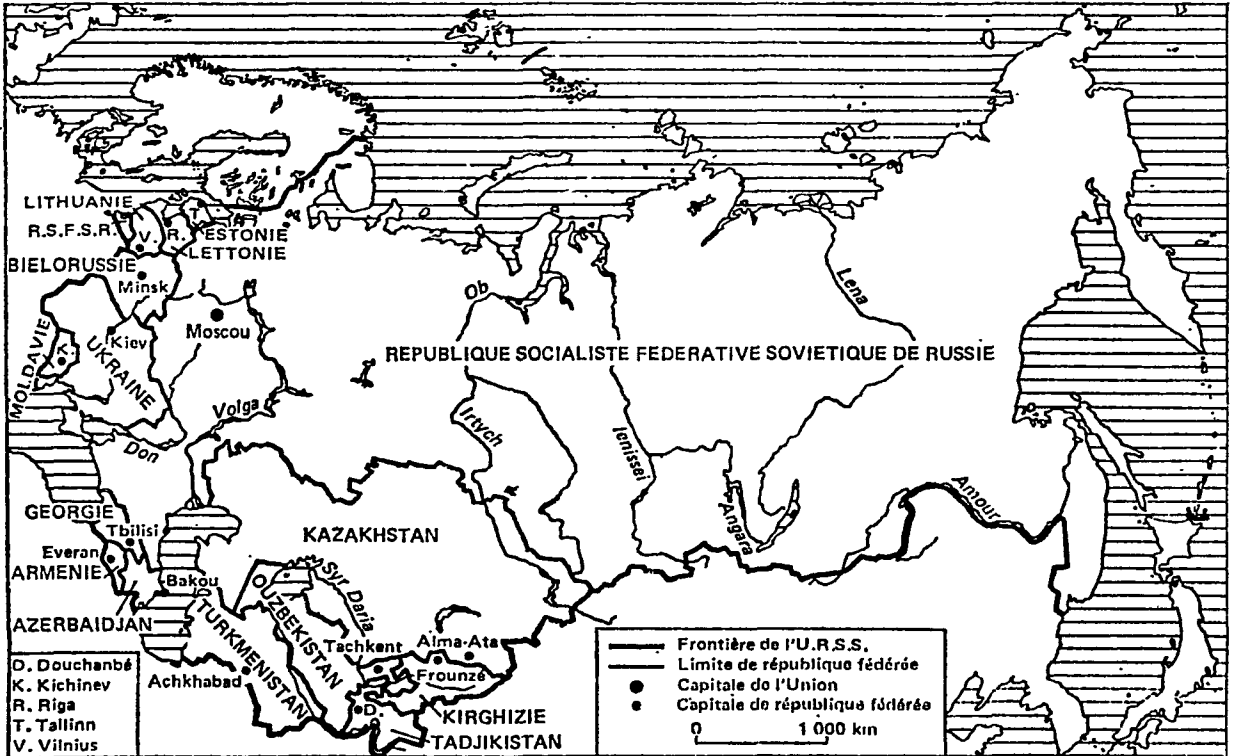 LITHUANIE
R.S.F.S.R.
V.
R.
T.
ESTONIE
LETTONIE
BIELORUSSIE
Minsk
MOLDAVIE
K.
Kiev
UKRAINE
Moscou
Ob
Lena
REPUBLIQUE SOCIALISTE FEDERATIVE SOVIETIQUE DE RUSSIE
Volga
Don
Irtych
Ienissei
Angara
Amour
GEORGIE
Tbilisi
Everan
ARMENIE
Bakou
AZERBAIDJAN
KAZAKHSTAN
Syr Daria
OUZBEKISTAN
TURKMENISTAN
Tachkent
Alma-Ata
Frounzé
Achkhabad
D.
KIRGHIZIE
TADJIKISTAN
D. Douchanbé
K. Kichinev
R. Riga
T. Tallinn
V. Vilnius
Frontière de l'U.R.S.S.
Limite de république fédérée
Capitale de l'Union
Capitale de république fédérée
0 1 000 km